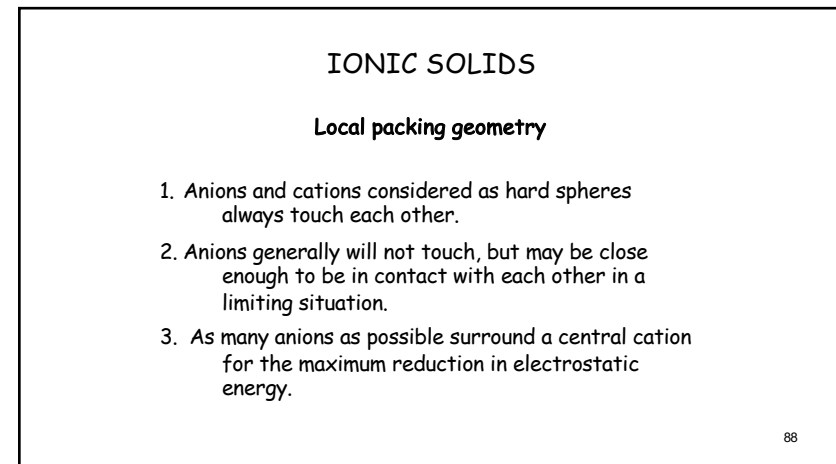 IONIC SOLIDS
Local packing geometry
1. Anions and cations considered as hard spheres
always touch each other.
2. Anions generally will not touch, but may be close
enough to be in contact with each other in a
limiting situation.
3. As many anions as possible surround a central cation
for the maximum reduction in electrostatic
energy.
88